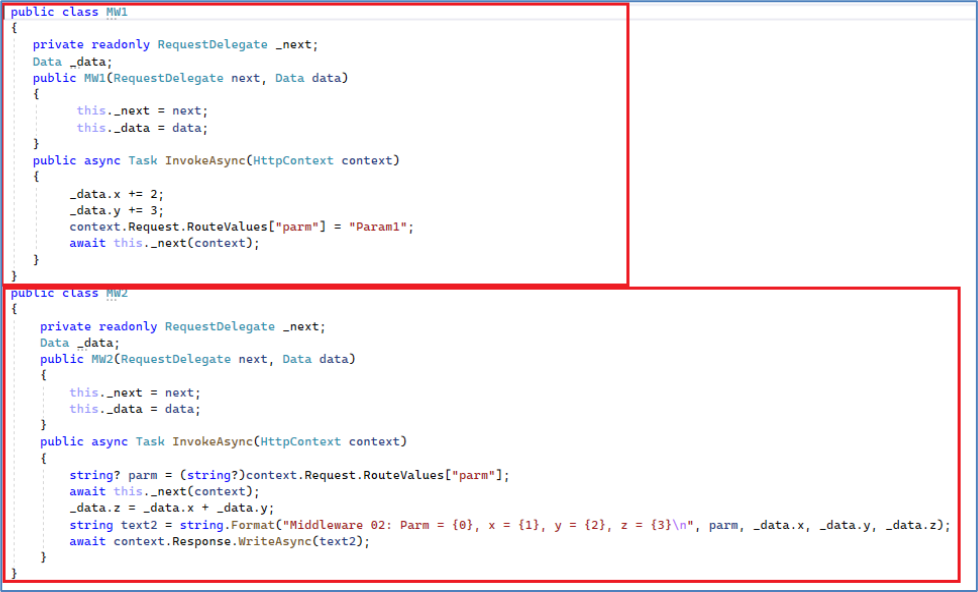 public class MW1
{
    private readonly RequestDelegate _next;
    Data _data;
    public MW1(RequestDelegate next, Data data)
    {
        this._next = next;
        this._data = data;
    }
    public async Task InvokeAsync(HttpContext context)
    {
        _data.x += 2;
        _data.y += 3;
        context.Request.RouteValues["parm"] = "Param1";
        await this._next(context);
    }
}
public class MW2
{
    private readonly RequestDelegate _next;
    Data _data;
    public MW2(RequestDelegate next, Data data)
    {
        this._next = next;
        this._data = data;
    }
    public async Task InvokeAsync(HttpContext context)
    {
        string? parm = (string?)context.Request.RouteValues["parm"];
        await this._next(context);
        _data.z = _data.x + _data.y;
        string text2 = string.Format("Middleware 02: Parm = {0}, x = {1}, y = {2}, z = {3}\n", parm, _data.x, _data.y, _data.z);
        await context.Response.WriteAsync(text2);
    }
}